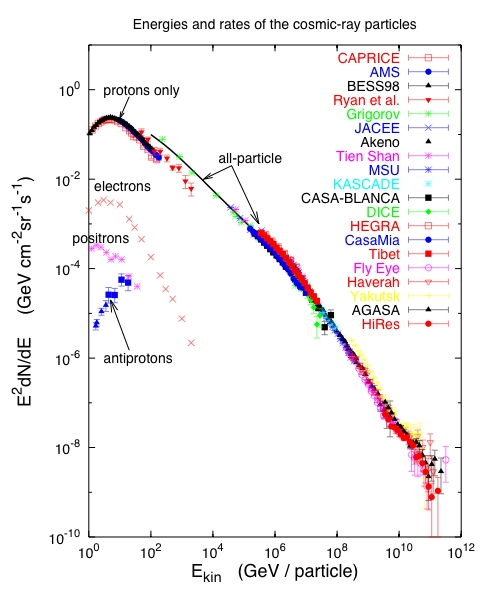 Energies and rates of the cosmic-ray particles
CAPRICE
AMS
BESS98
Ryan et al.
Grigorov
JACEE
Akeno
Tien Shan
MSU
KASCADE
CASA-BLANCA
DICE
HEGRA
CasaMia
Tibet
Fly Eye
Haverah
Yakutsk
AGASA
HiRes
protons only
all-particle
electrons
positrons
antiprotons
10⁰
10⁻²
10⁻⁴
10⁻⁶
10⁻⁸
10⁻¹⁰
E²dN/dE (GeV cm⁻²sr⁻¹s⁻¹)
10⁰ 10² 10⁴ 10⁶ 10⁸ 10¹⁰ 10¹²
Ekin (GeV / particle)